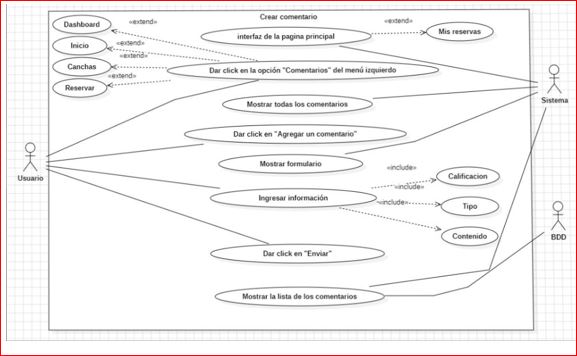 Crear comentario
Dashboard
«extend»
interfaz de la pagina principal
«extend»
Mis reservas
Inicio
«extend»
Canchas
«extend»
Dar click en la opción "Comentarios" del menú izquierdo
«extend»
Reservar
Mostrar todas los comentarios
Sistema
Dar click en "Agregar un comentario"
Mostrar formulario
Usuario
«include»
Calificacion
«include»
Ingresar información
«include»
Tipo
Contenido
BDD
Dar click en "Enviar"
Mostrar la lista de los comentarios